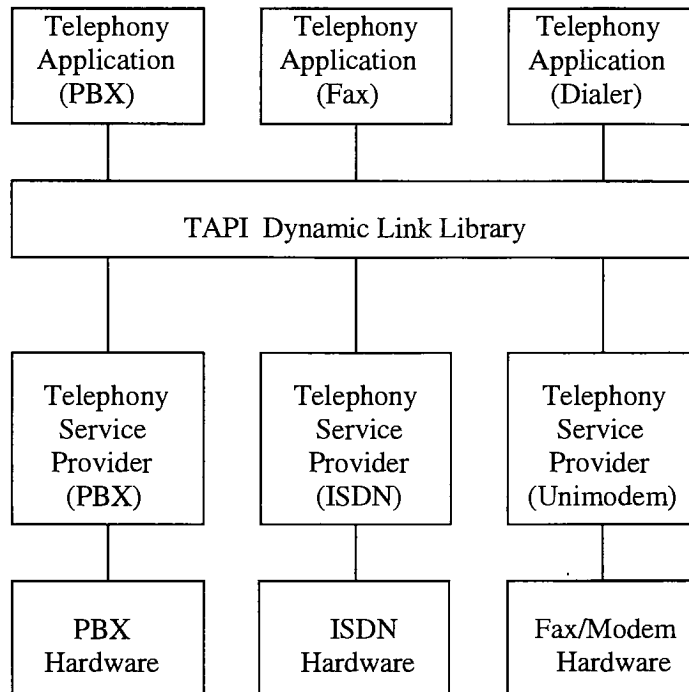 Telephony
Application
(PBX)
Telephony
Application
(Fax)
Telephony
Application
(Dialer)
TAPI Dynamic Link Library
Telephony
Service
Provider
(PBX)
Telephony
Service
Provider
(ISDN)
Telephony
Service
Provider
(Unimodem)
PBX
Hardware
ISDN
Hardware
Fax/Modem
Hardware